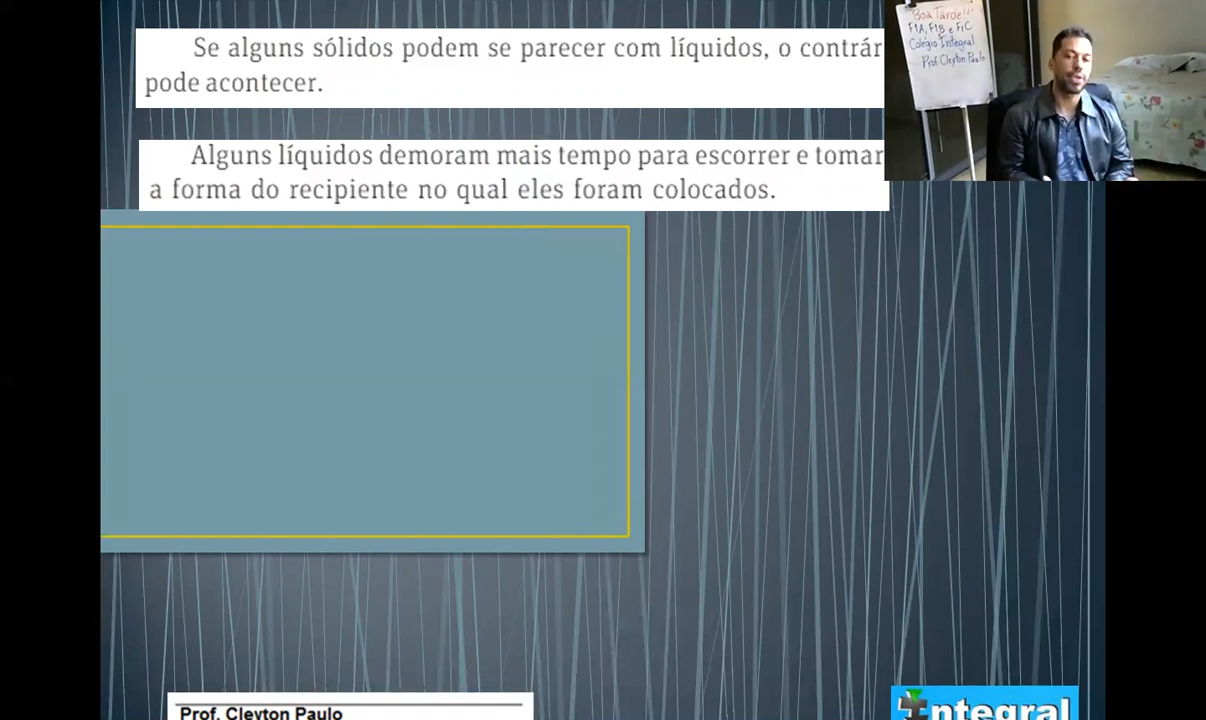 Se alguns sólidos podem se parecer com líquidos, o contrár
pode acontecer.
Alguns líquidos demoram mais tempo para escorrer e tomar
a forma do recipiente no qual eles foram colocados.
Boa Tarde!!!
F1A, F1B e F1C
Colégio Integral
Prof. Cleyton Paulo
Prof. Cleyton Paulo
Integral